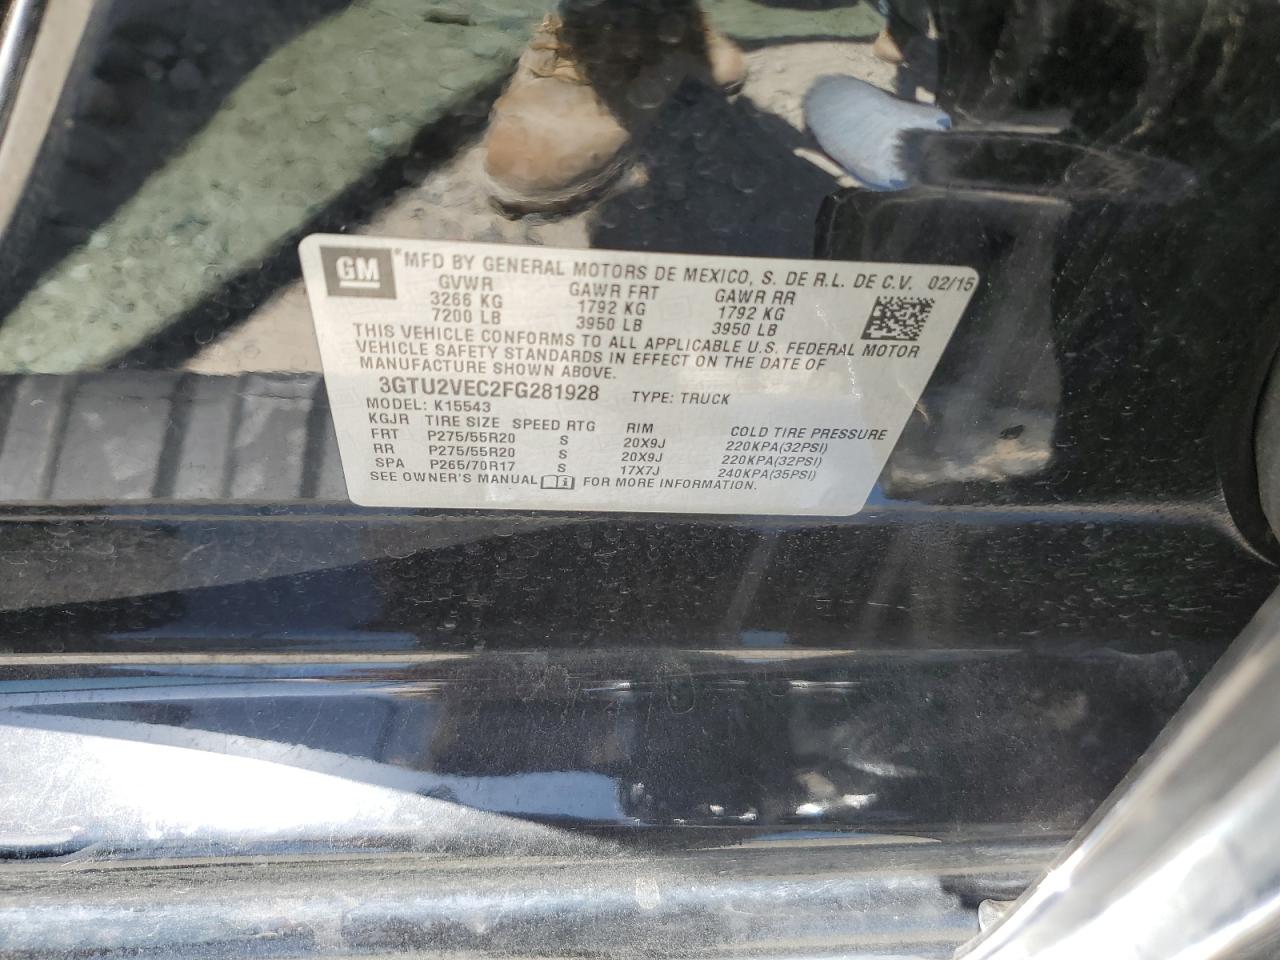 GM *MFD BY GENERAL MOTORS DE MEXICO, S. DE R.L. DE C.V. 02/15
GVWR GAWR FRT GAWR RR
3266 KG 1792 KG 1792 KG
7200 LB 3950 LB 3950 LB
THIS VEHICLE CONFORMS TO ALL APPLICABLE U.S. FEDERAL MOTOR
VEHICLE SAFETY STANDARDS IN EFFECT ON THE DATE OF
MANUFACTURE SHOWN ABOVE.
3GTU2VEC2FG281928 TYPE: TRUCK
MODEL: K15543
KGJR TIRE SIZE SPEED RTG RIM COLD TIRE PRESSURE
FRT P275/55R20 S 20X9J 220KPA(32PSI)
RR P275/55R20 S 20X9J 220KPA(32PSI)
SPA P265/70R17 S 17X7J 240KPA(35PSI)
SEE OWNER'S MANUAL i FOR MORE INFORMATION.